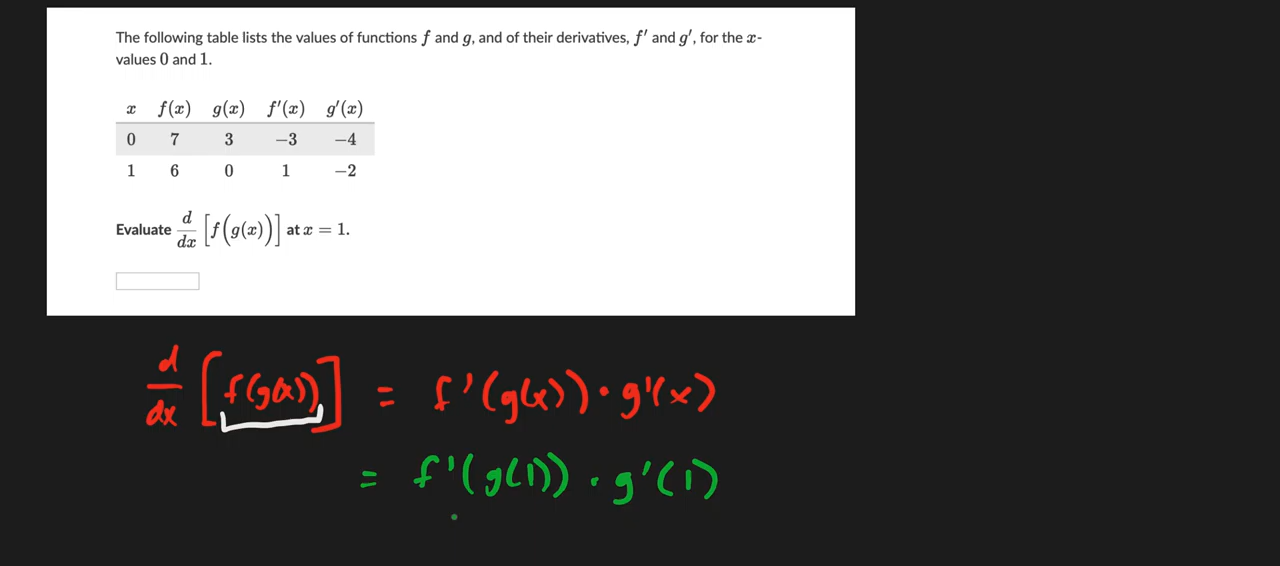 The following table lists the values of functions f and g, and of their derivatives, f′ and g′, for the x-
values 0 and 1.
x f(x) g(x) f′(x) g′(x)
0 7 3 −3 −4
1 6 0 1 −2
Evaluate d/dx [f(g(x))] at x = 1.
d/dx [f(g(x))] = f'(g(x)) · g'(x)
= f'(g(1)) · g'(1)